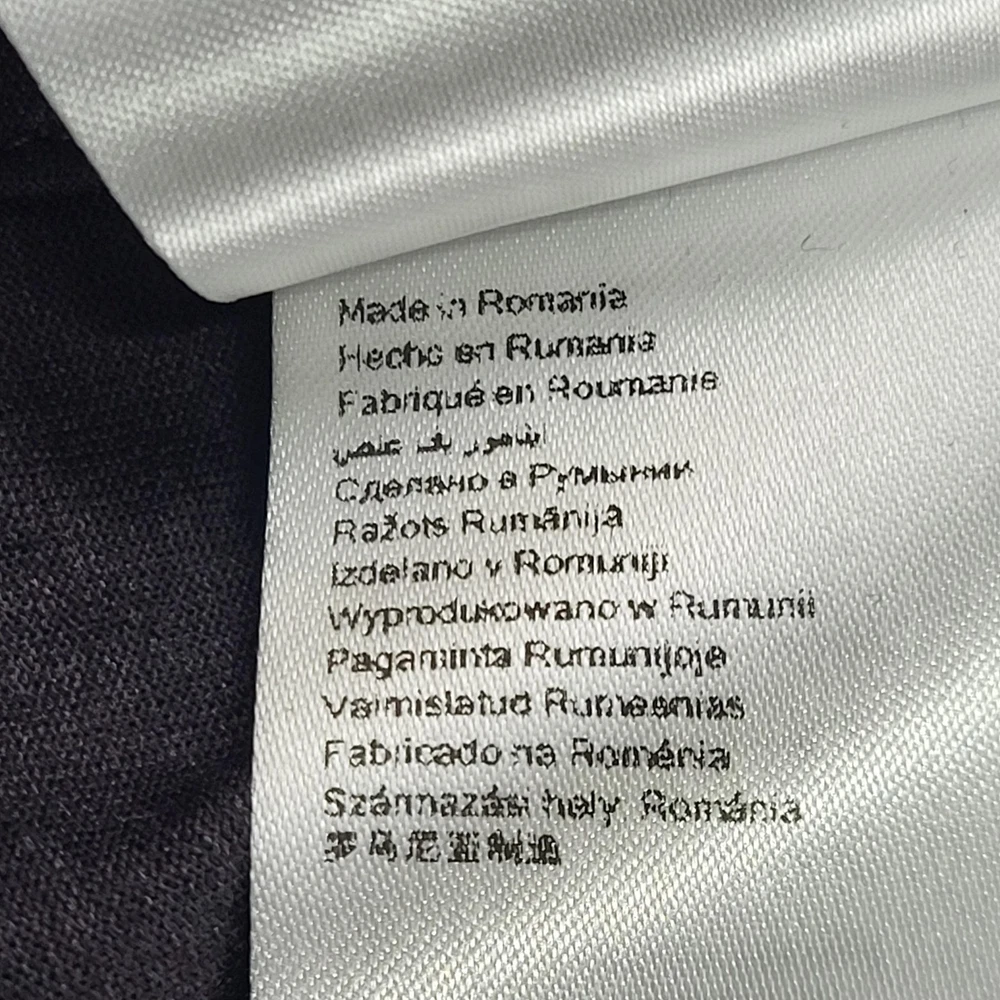 Made in Romania
Hecho en Rumania
Fabriqué en Roumanie
Сделано в Румынии
Ražots Rumānijā
Izdelano v Romuniji
Wyprodukowano w Rumunii
Pagaminta Rumunijoje
Valmistatud Rumeenias
Fabricado na Roménia
Származási hely Románia
罗马尼亚制造